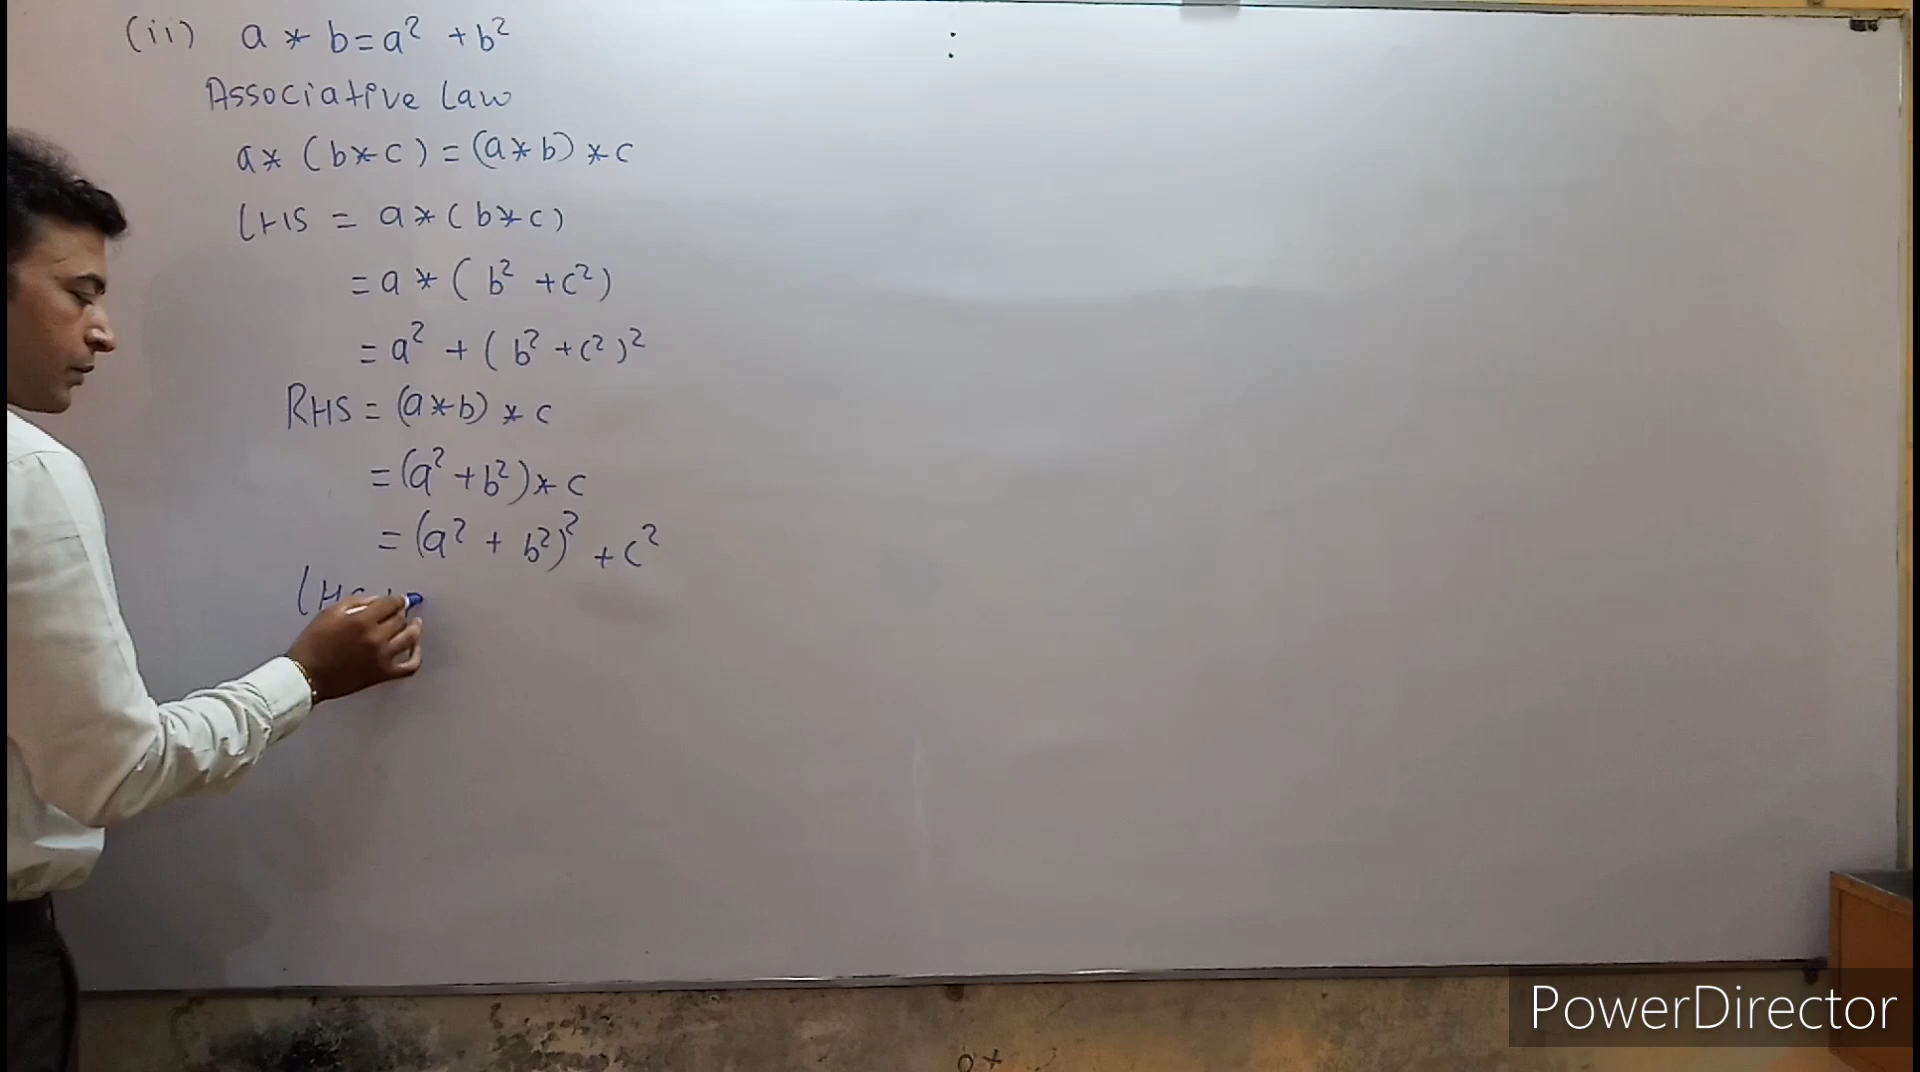 (ii) a * b = a² + b²
Associative Law
a * (b * c) = (a * b) * c
LHS = a * (b * c)
= a * (b² + c²)
= a² + (b² + c²)²
RHS = (a * b) * c
= (a² + b²) * c
= (a² + b²)² + c²
PowerDirector